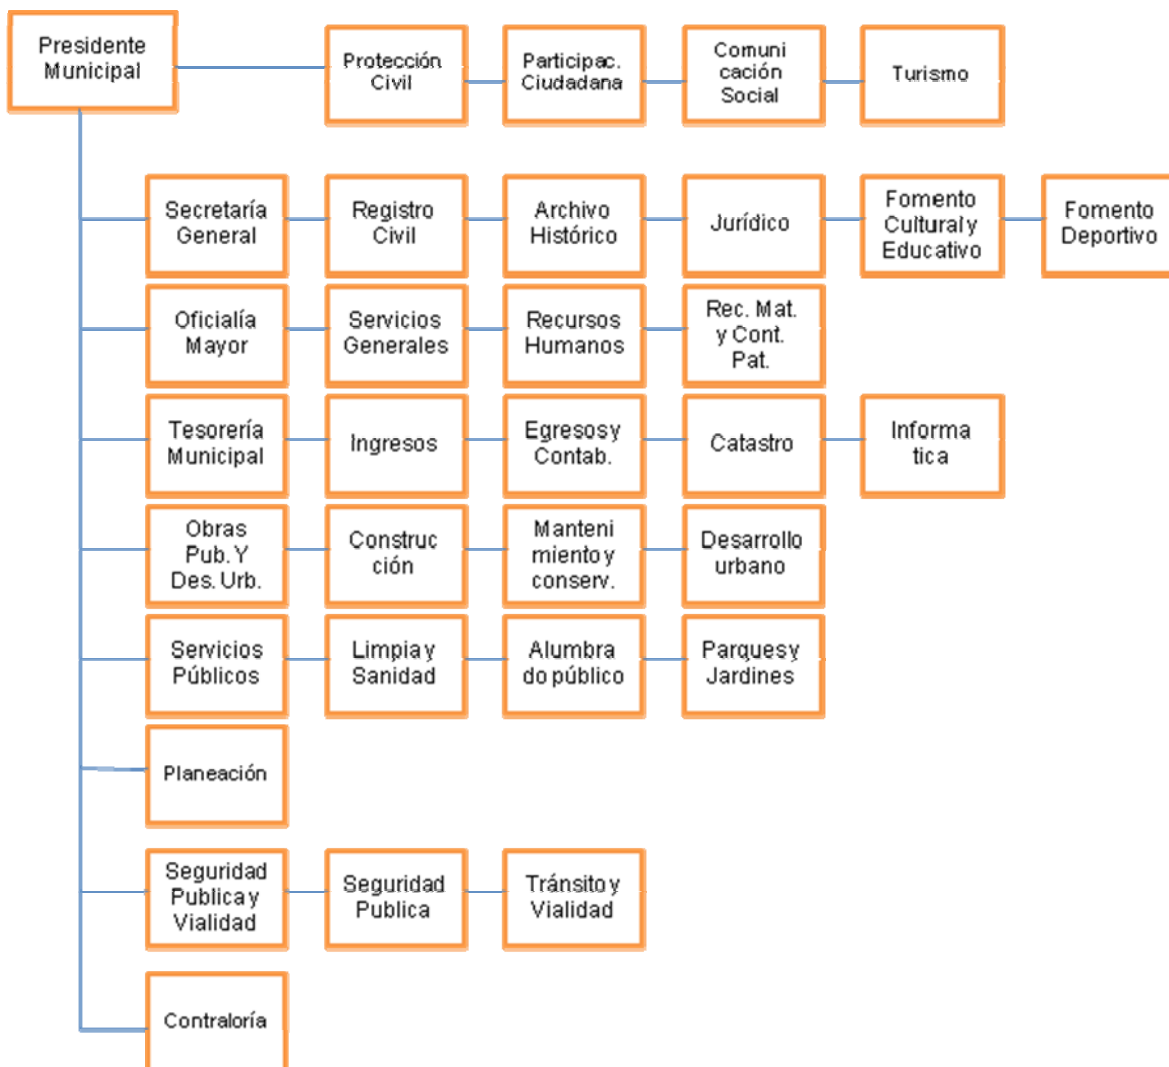 Presidente
Municipal
Protección
Civil
Participac.
Ciudadana
Comuni
cación
Social
Turismo
Secretaría
General
Registro
Civil
Archivo
Histórico
Jurídico
Fomento
Cultural y
Educativo
Fomento
Deportivo
Oficialía
Mayor
Servicios
Generales
Recursos
Humanos
Rec. Mat.
y Cont.
Pat.
Tesorería
Municipal
Ingresos
Egresos y
Contab.
Catastro
Informa
tica
Obras
Pub. Y
Des. Urb.
Construc
ción
Manteni
miento y
conserv.
Desarrollo
urbano
Servicios
Públicos
Limpia y
Sanidad
Alumbra
do público
Parques y
Jardines
Planeación
Seguridad
Publica y
Vialidad
Seguridad
Publica
Tránsito y
Vialidad
Contraloría